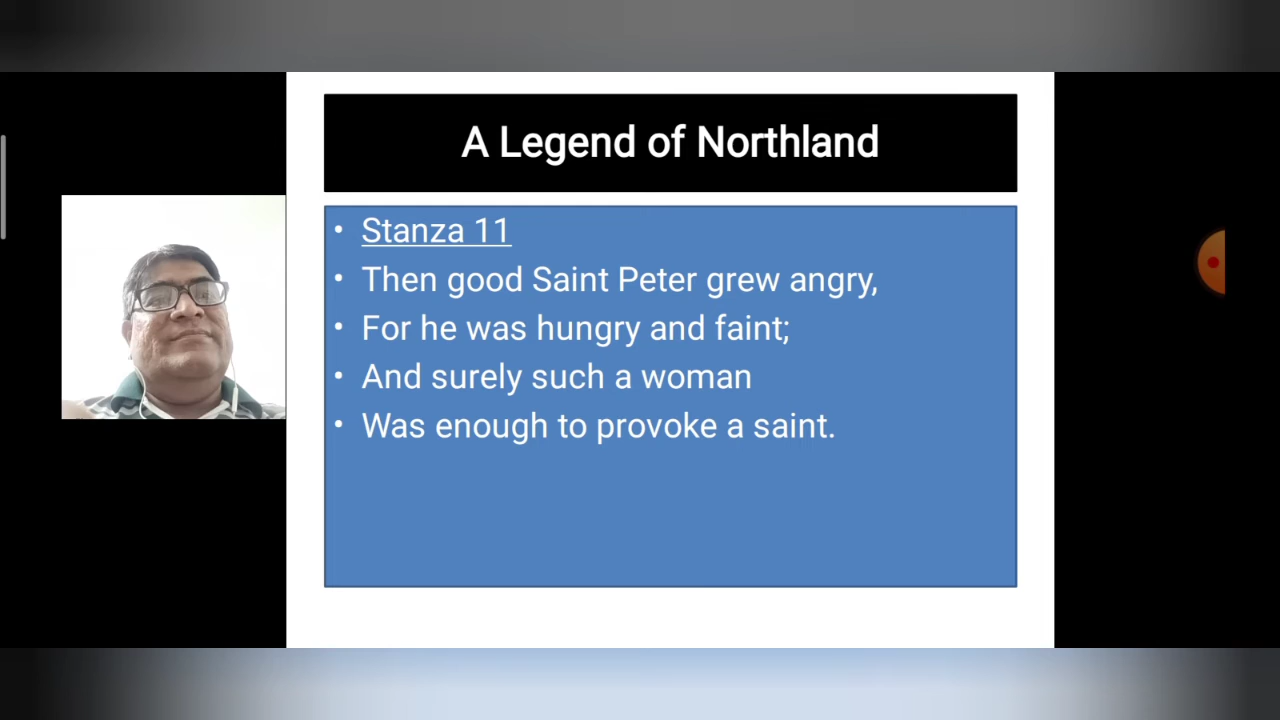 A Legend of Northland
• Stanza 11
• Then good Saint Peter grew angry,
• For he was hungry and faint;
• And surely such a woman
• Was enough to provoke a saint.